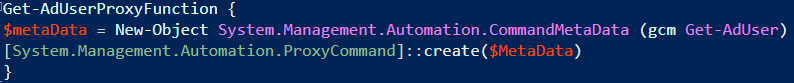 Get-AdUserProxyFunction {
$metaData = New-Object System.Management.Automation.CommandMetaData (gcm Get-AdUser)
[System.Management.Automation.ProxyCommand]::create($MetaData)
}